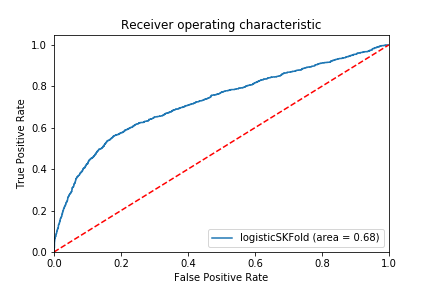 Receiver operating characteristic
1.0
0.8
0.6
0.4
0.2
0.0
True Positive Rate
logisticSKFold (area = 0.68)
0.0 0.2 0.4 0.6 0.8 1.0
False Positive Rate